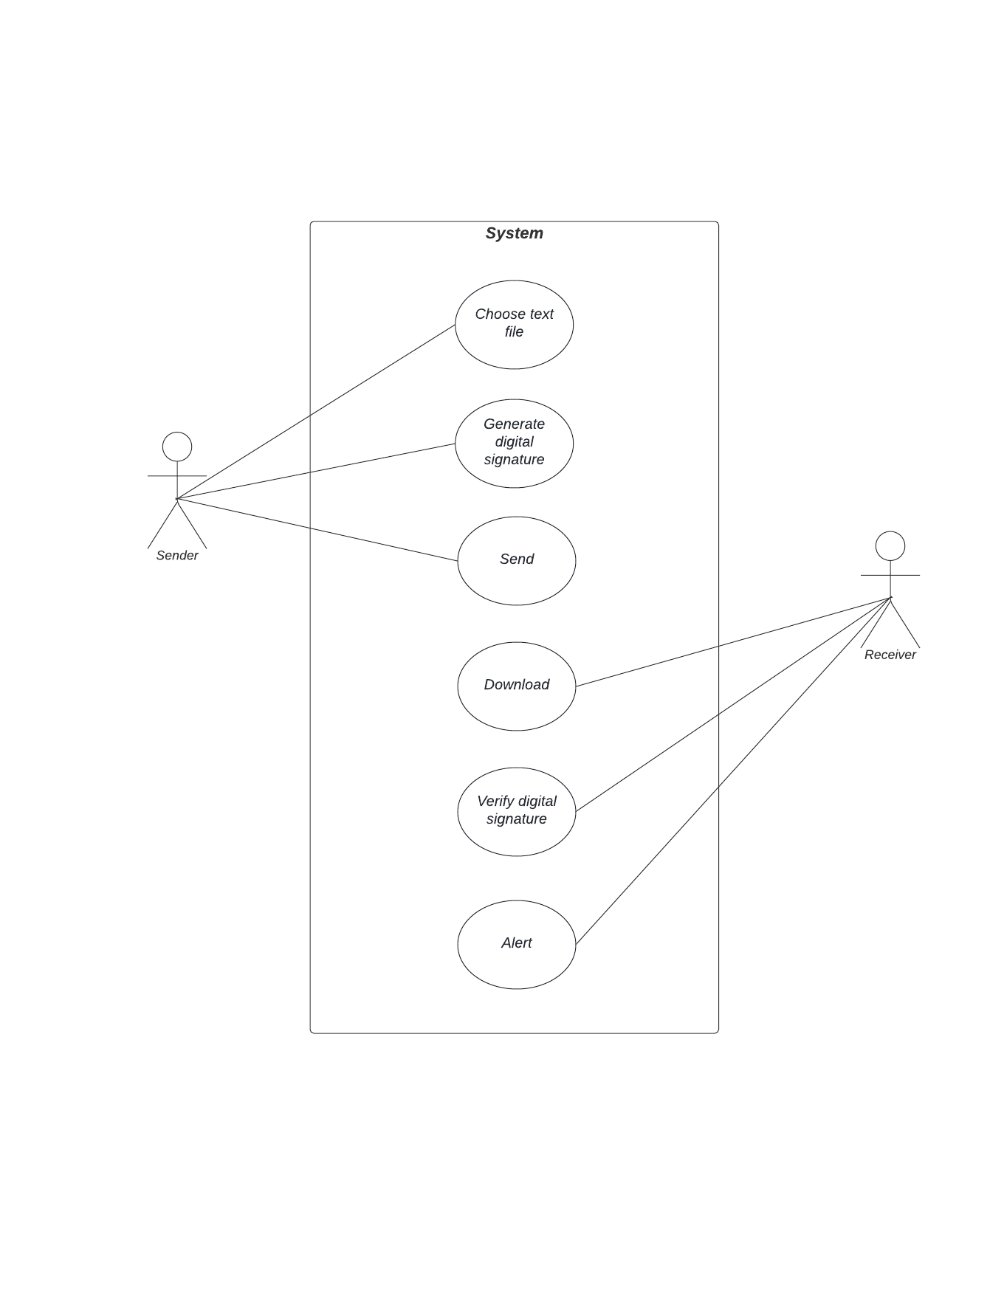 System
Choose text
file
Generate
digital
signature
Sender
Send
Receiver
Download
Verify digital
signature
Alert